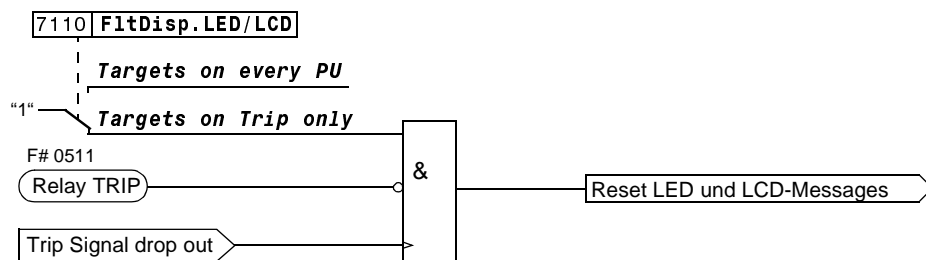 7110 FltDisp.LED/LCD
Targets on every PU
"1"
Targets on Trip only
F# 0511
Relay TRIP
&
Reset LED und LCD-Messages
Trip Signal drop out